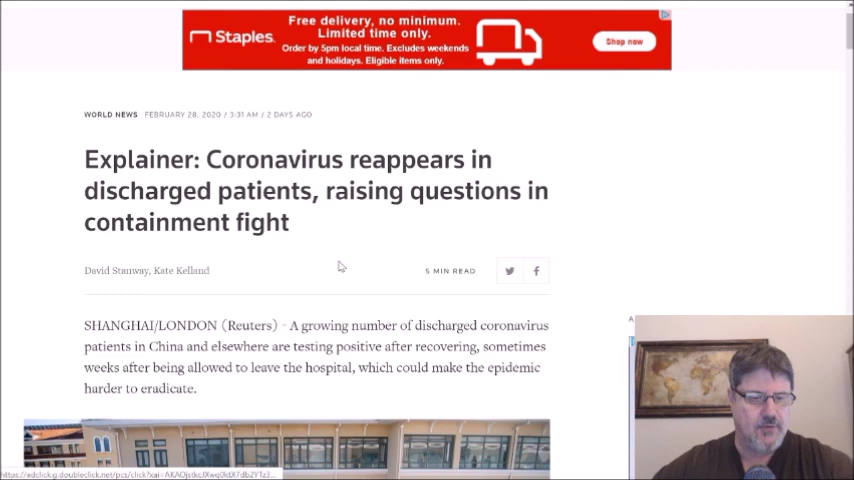 Staples.
Free delivery, no minimum.
Limited time only.
Order by 5pm local time. Excludes weekends
and holidays. Eligible items only.
Shop now
WORLD NEWS FEBRUARY 28, 2020 / 3:31 AM / 2 DAYS AGO
Explainer: Coronavirus reappears in
discharged patients, raising questions in
containment fight
David Stanway, Kate Kelland
5 MIN READ
SHANGHAI/LONDON (Reuters) - A growing number of discharged coronavirus
patients in China and elsewhere are testing positive after recovering, sometimes
weeks after being allowed to leave the hospital, which could make the epidemic
harder to eradicate.